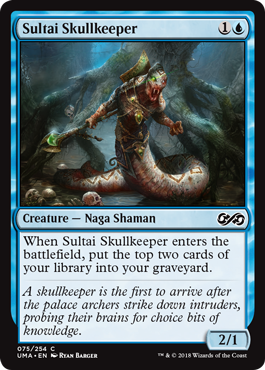 Sultai Skullkeeper 1
Creature — Naga Shaman
When Sultai Skullkeeper enters the
battlefield, put the top two cards of
your library into your graveyard.
A skullkeeper is the first to arrive after
the palace archers strike down intruders,
probing their brains for choice bits of
knowledge.
2/1
075/254 C
UMA • EN Ryan Barger
™ & © 2018 Wizards of the Coast